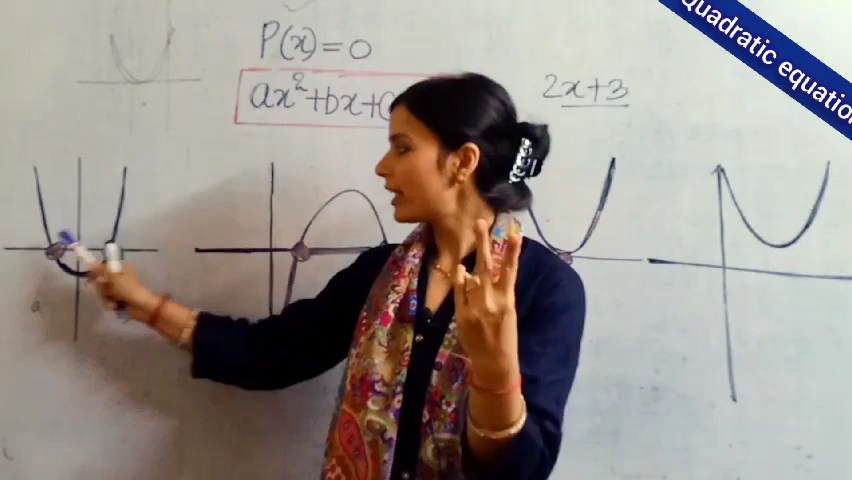 P(x) = 0
ax² + bx + c
2x + 3
Quadratic equation
a